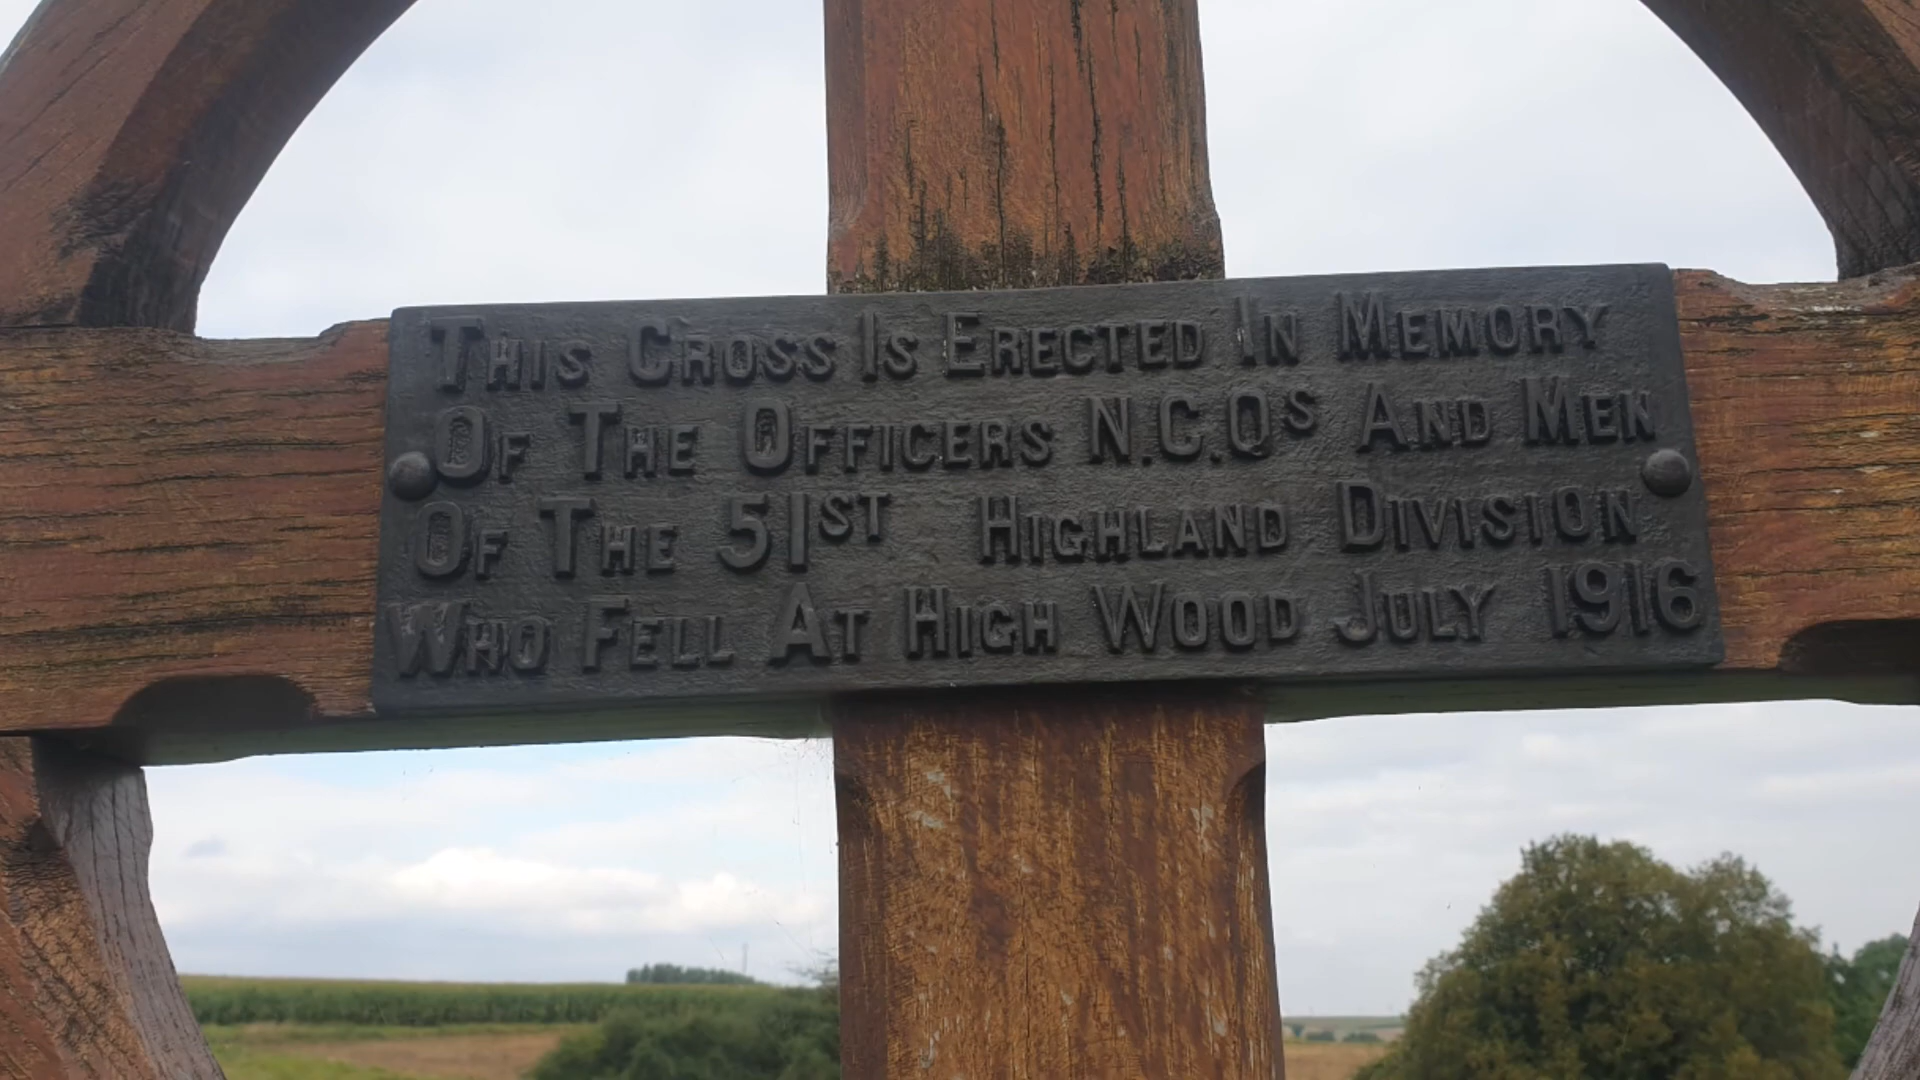 This Cross Is Erected In Memory
Of The Officers N.C.Os And Men
Of The 51st Highland Division
Who Fell At High Wood July 1916